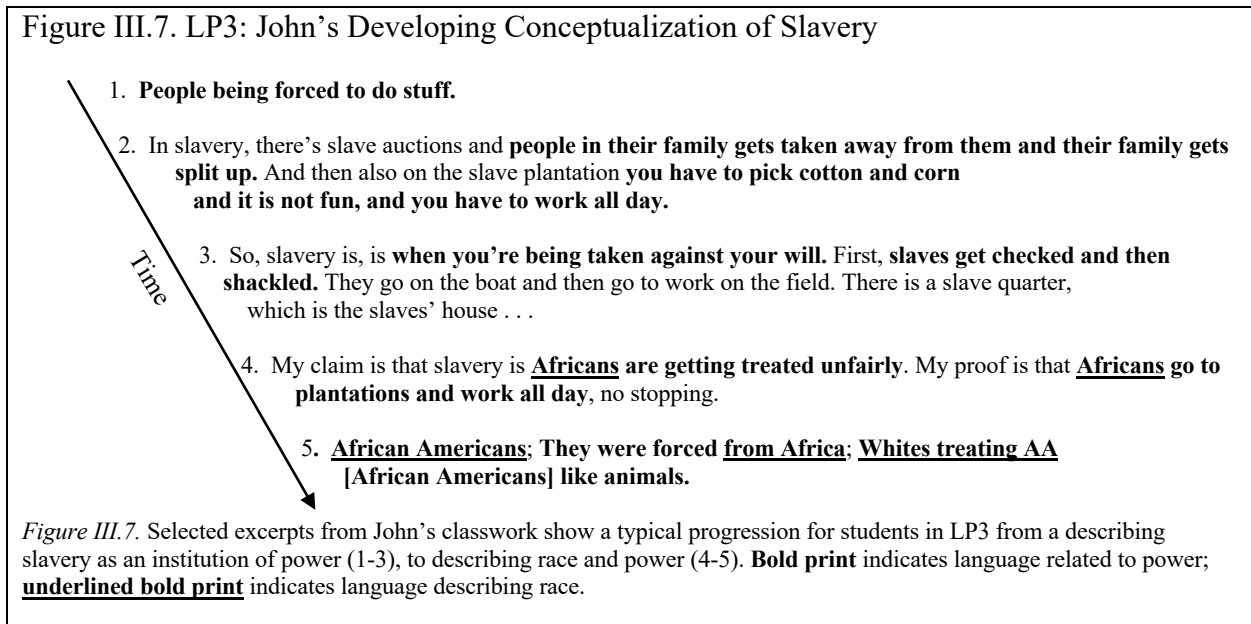 Figure III.7. LP3: John's Developing Conceptualization of Slavery
1. People being forced to do stuff.
2. In slavery, there's slave auctions and people in their family gets taken away from them and their family gets
split up. And then also on the slave plantation you have to pick cotton and corn
and it is not fun, and you have to work all day.
Time
3. So, slavery is, is when you're being taken against your will. First, slaves get checked and then
shackled. They go on the boat and then go to work on the field. There is a slave quarter,
which is the slaves' house . . .
4. My claim is that slavery is Africans are getting treated unfairly. My proof is that Africans go to
plantations and work all day, no stopping.
5. African Americans; They were forced from Africa; Whites treating AA
[African Americans] like animals.
Figure III.7. Selected excerpts from John's classwork show a typical progression for students in LP3 from a describing
slavery as an institution of power (1-3), to describing race and power (4-5). Bold print indicates language related to power;
underlined bold print indicates language describing race.